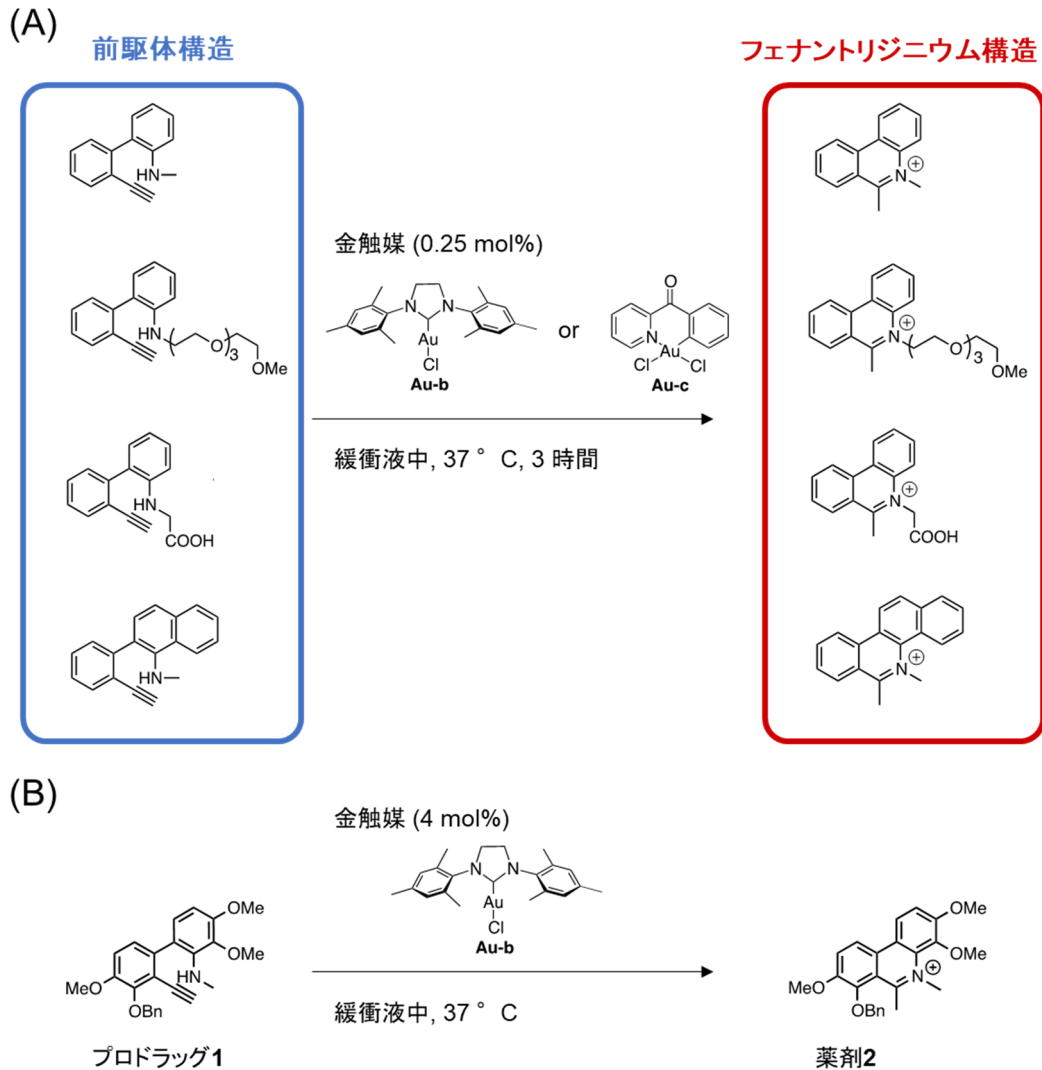 (A)
前駆体構造
フェナントリジニウム構造
HN
N
⊕
金触媒 (0.25 mol%)
N
N
Au
Cl
Au-b
or
O
N
Au
Cl
Cl
Au-c
緩衝液中, 37 ° C, 3 時間
HN
O
3
OMe
N
⊕
O
3
OMe
HN
COOH
N
⊕
COOH
HN
N
⊕
(B)
金触媒 (4 mol%)
N
N
Au
Cl
Au-b
緩衝液中, 37 ° C
OMe
OMe
HN
MeO
OBn
プロドラッグ1
OMe
OMe
N
⊕
MeO
OBn
薬剤2